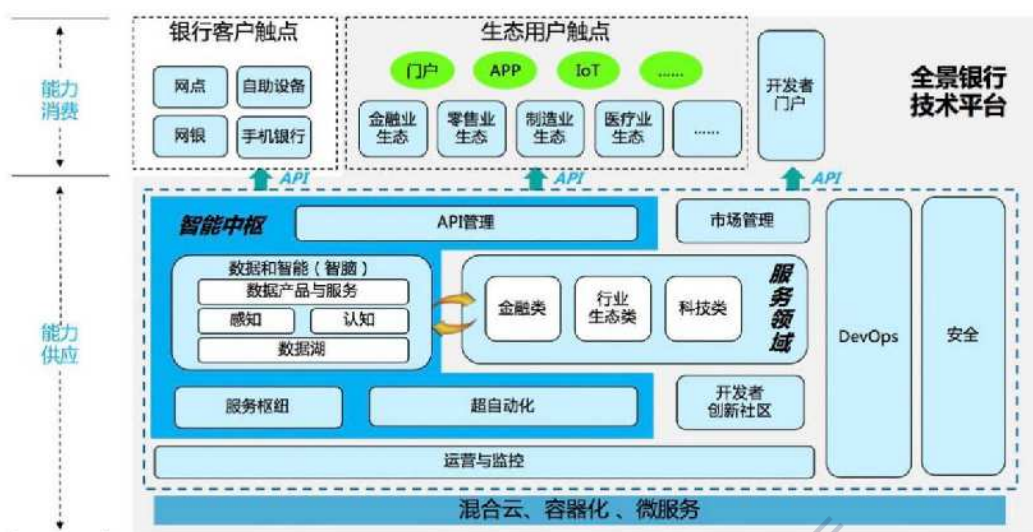 银行客户触点
生态用户触点
门户
APP
IoT
……
网点
自助设备
网银
手机银行
金融业
生态
零售业
生态
制造业
生态
医疗业
生态
……
开发者
门户
全景银行
技术平台
能力
消费
API
API
API
智能中枢
API管理
市场管理
数据和智能（智脑）
数据产品与服务
感知
认知
数据湖
金融类
行业
生态类
科技类
服务领域
DevOps
安全
能力
供应
服务枢纽
超自动化
开发者
创新社区
运营与监控
混合云、容器化、微服务